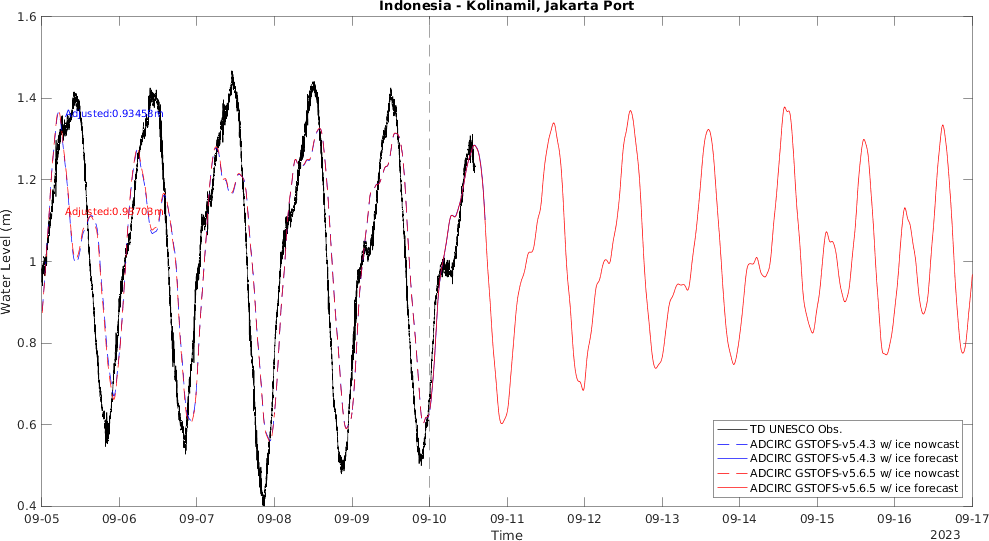 Indonesia - Kolinamil, Jakarta Port
1.6
1.4
1.2
1
0.8
0.6
0.4
Water Level (m)
Adjusted:0.93453m
Adjusted:0.93703m
TD UNESCO Obs.
ADCIRC GSTOFS-v5.4.3 w/ ice nowcast
ADCIRC GSTOFS-v5.4.3 w/ ice forecast
ADCIRC GSTOFS-v5.6.5 w/ ice nowcast
ADCIRC GSTOFS-v5.6.5 w/ ice forecast
09-05 09-06 09-07 09-08 09-09 09-10 09-11 09-12 09-13 09-14 09-15 09-16 09-17
Time
2023